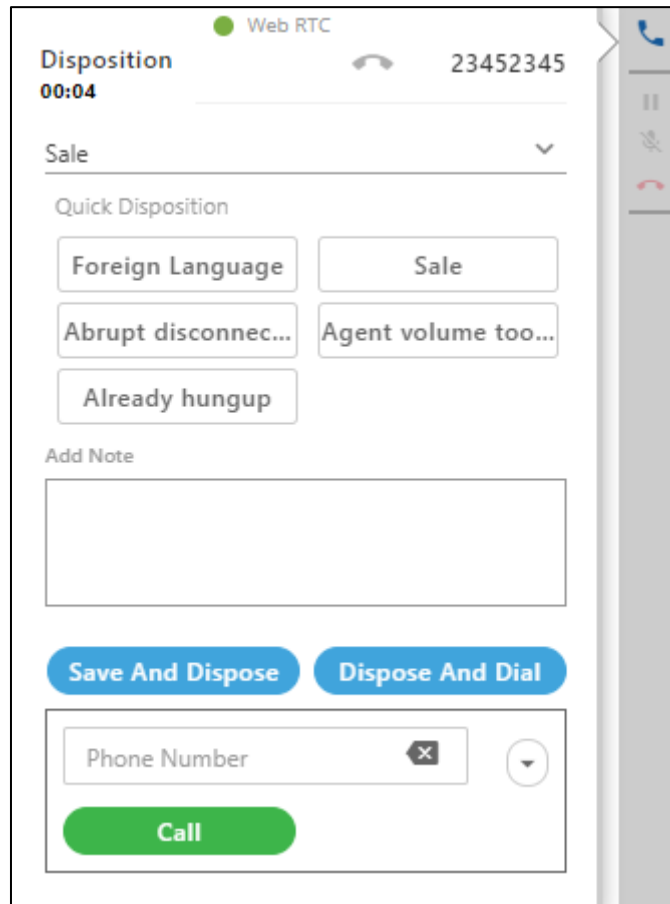 Web RTC
Disposition 23452345
00:04
Sale
Quick Disposition
Foreign Language Sale
Abrupt disconnec... Agent volume too...
Already hungup
Add Note
Save And Dispose Dispose And Dial
Phone Number
Call